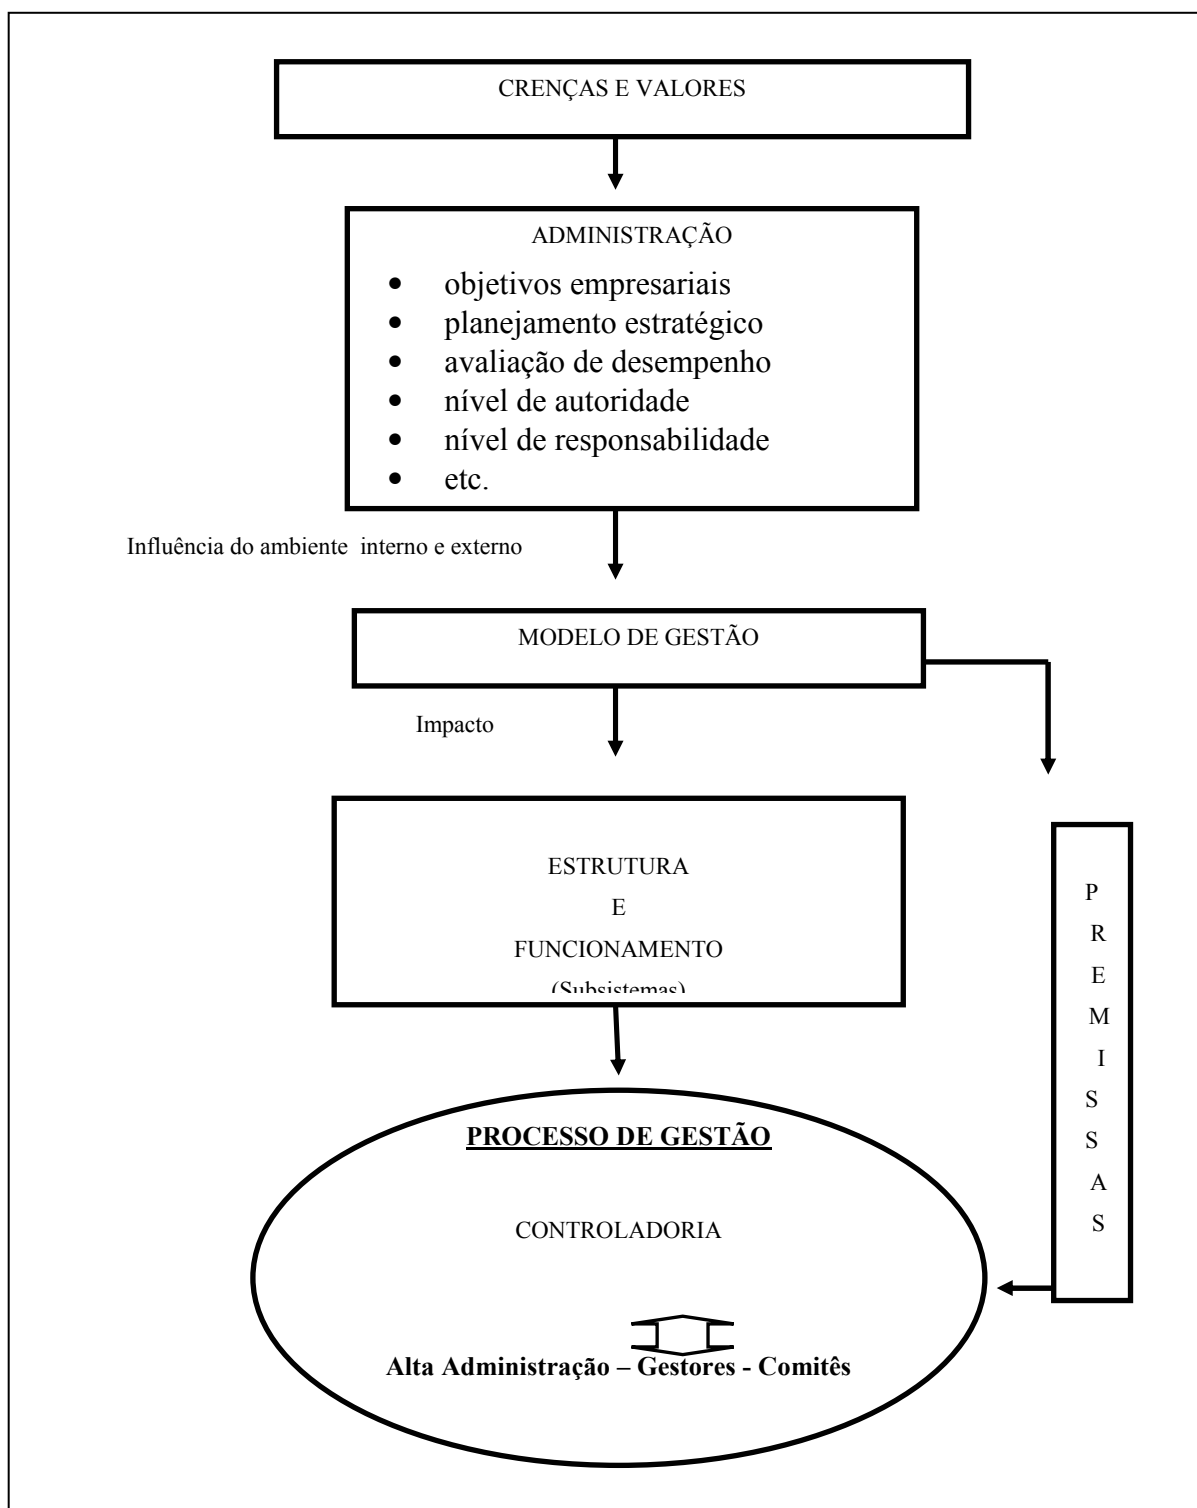 CRENÇAS E VALORES
ADMINISTRAÇÃO
• objetivos empresariais
• planejamento estratégico
• avaliação de desempenho
• nível de autoridade
• nível de responsabilidade
• etc.
Influência do ambiente interno e externo
MODELO DE GESTÃO
Impacto
ESTRUTURA
E
FUNCIONAMENTO
(Subsistemas)
P
R
E
M
I
S
S
A
S
PROCESSO DE GESTÃO
CONTROLADORIA
Alta Administração – Gestores - Comitês